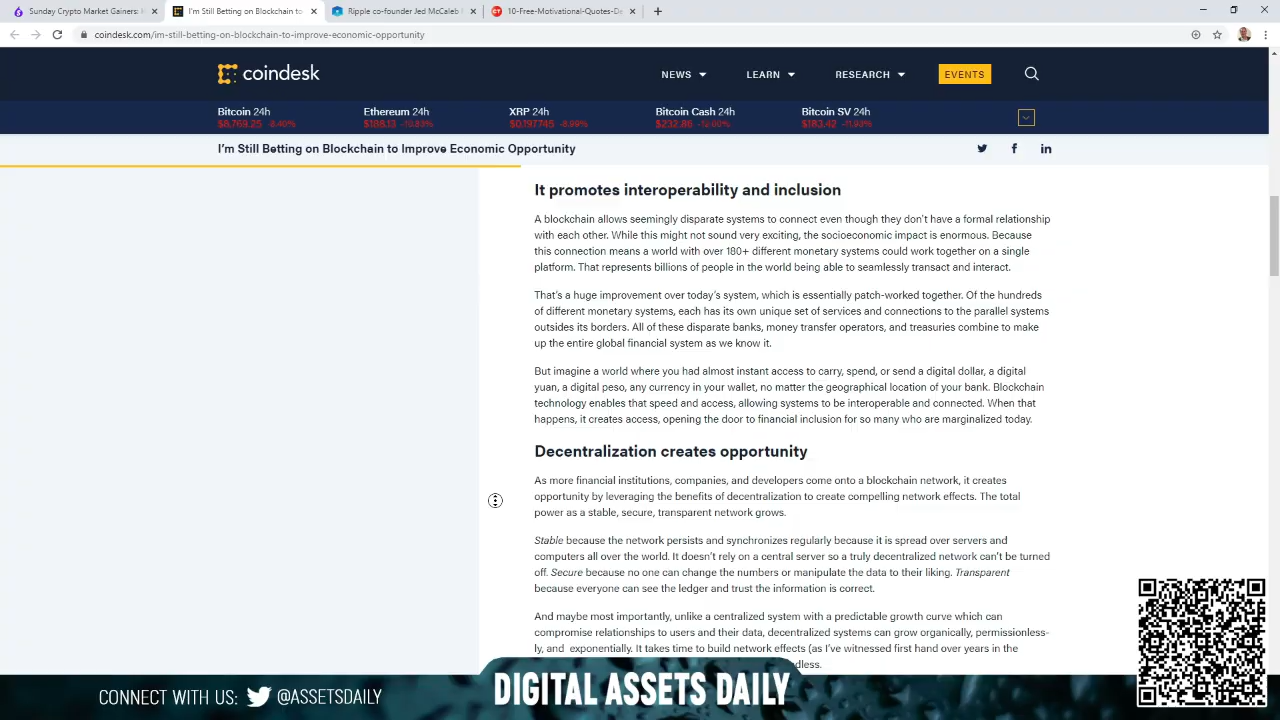 Sunday Crypto Market Gainers: B
I'm Still Betting on Blockchain to
Ripple co-founder Jed McCaleb
10-Free-Motivational-Quotes-De
coindesk.com/im-still-betting-on-blockchain-to-improve-economic-opportunity
coindesk
NEWS
LEARN
RESEARCH
EVENTS
Bitcoin 24h
$8,769.25 -8.40%
Ethereum 24h
$188.13 -10.83%
XRP 24h
$0.197745 -8.99%
Bitcoin Cash 24h
$232.86 -12.60%
Bitcoin SV 24h
$183.42 -11.93%
I'm Still Betting on Blockchain to Improve Economic Opportunity
It promotes interoperability and inclusion
A blockchain allows seemingly disparate systems to connect even though they don't have a formal relationship
with each other. While this might not sound very exciting, the socioeconomic impact is enormous. Because
this connection means a world with over 180+ different monetary systems could work together on a single
platform. That represents billions of people in the world being able to seamlessly transact and interact.
That's a huge improvement over today's system, which is essentially patch-worked together. Of the hundreds
of different monetary systems, each has its own unique set of services and connections to the parallel systems
outsides its borders. All of these disparate banks, money transfer operators, and treasuries combine to make
up the entire global financial system as we know it.
But imagine a world where you had almost instant access to carry, spend, or send a digital dollar, a digital
yuan, a digital peso, any currency in your wallet, no matter the geographical location of your bank. Blockchain
technology enables that speed and access, allowing systems to be interoperable and connected. When that
happens, it creates access, opening the door to financial inclusion for so many who are marginalized today.
Decentralization creates opportunity
As more financial institutions, companies, and developers come onto a blockchain network, it creates
opportunity by leveraging the benefits of decentralization to create compelling network effects. The total
power as a stable, secure, transparent network grows.
Stable because the network persists and synchronizes regularly because it is spread over servers and
computers all over the world. It doesn't rely on a central server so a truly decentralized network can't be turned
off. Secure because no one can change the numbers or manipulate the data to their liking. Transparent
because everyone can see the ledger and trust the information is correct.
And maybe most importantly, unlike a centralized system with a predictable growth curve which can
compromise relationships to users and their data, decentralized systems can grow organically, permissionless-
ly, and exponentially. It takes time to build network effects (as I've witnessed first hand over years in the
dless.
CONNECT WITH US: @ASSETSDAILY
DIGITAL ASSETS DAILY